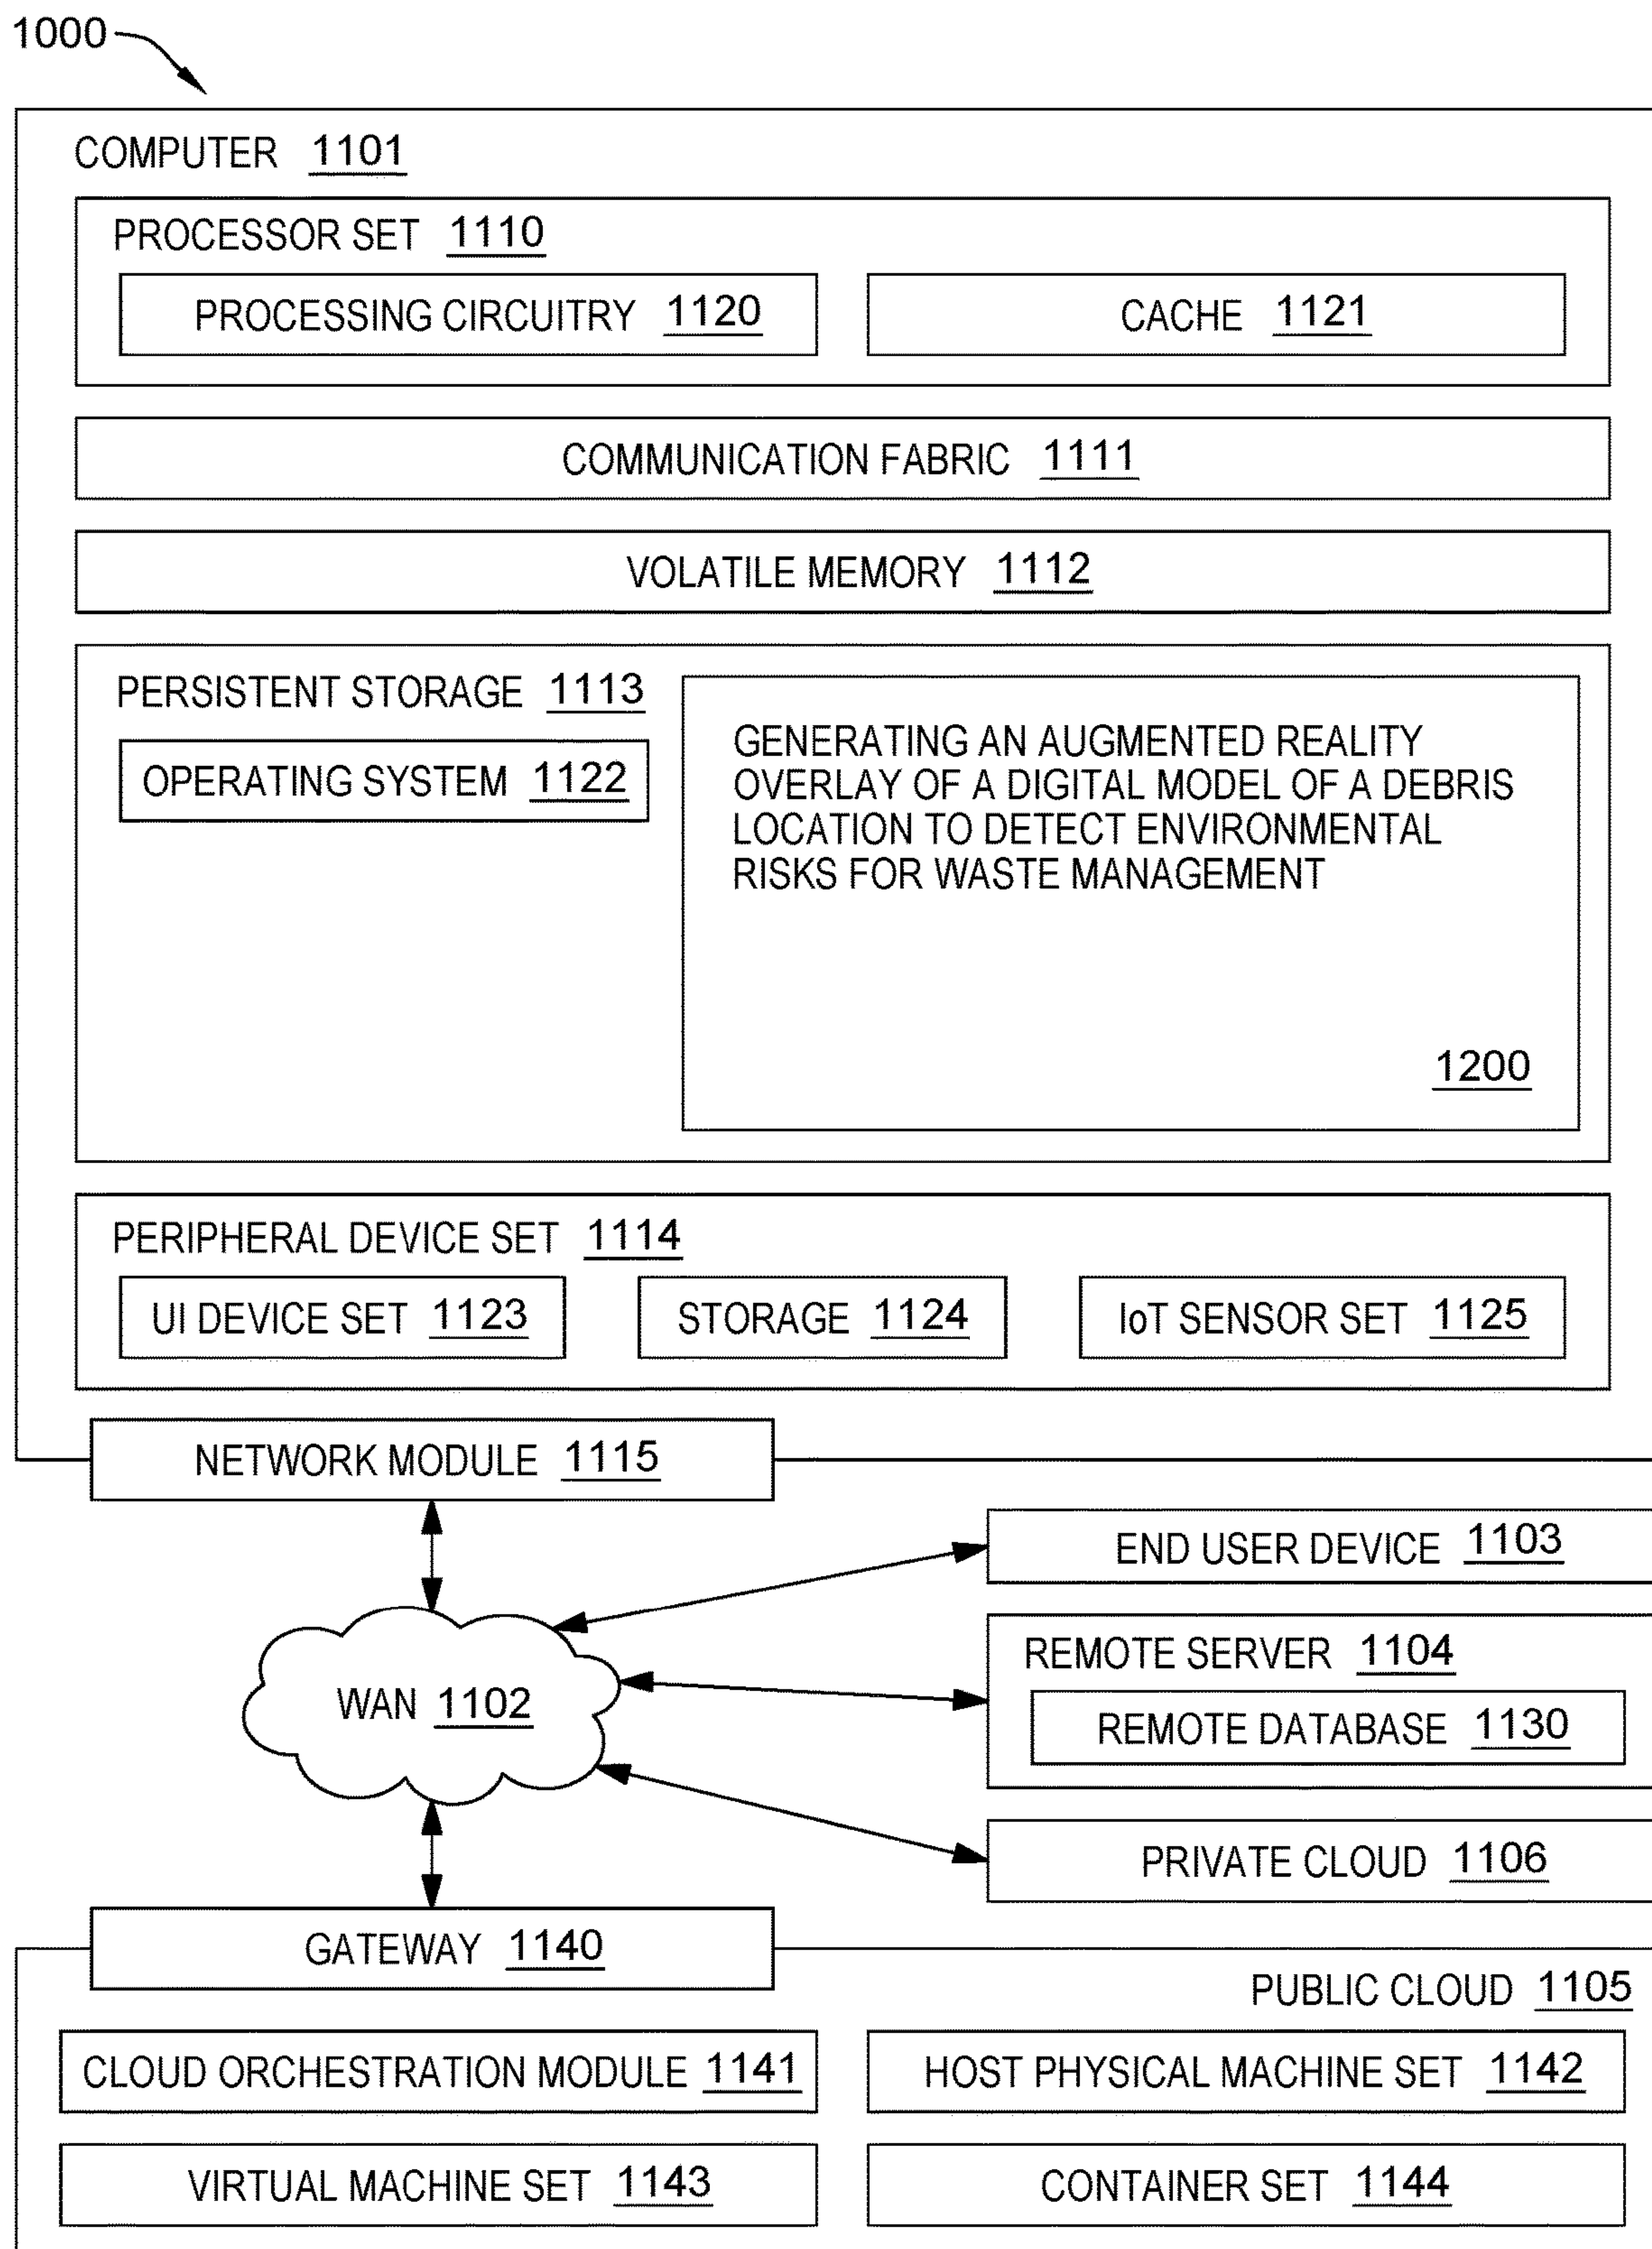 1000
COMPUTER 1101
PROCESSOR SET 1110
PROCESSING CIRCUITRY 1120
CACHE 1121
COMMUNICATION FABRIC 1111
VOLATILE MEMORY 1112
PERSISTENT STORAGE 1113
OPERATING SYSTEM 1122
GENERATING AN AUGMENTED REALITY
OVERLAY OF A DIGITAL MODEL OF A DEBRIS
LOCATION TO DETECT ENVIRONMENTAL
RISKS FOR WASTE MANAGEMENT
1200
PERIPHERAL DEVICE SET 1114
UI DEVICE SET 1123
STORAGE 1124
IoT SENSOR SET 1125
NETWORK MODULE 1115
END USER DEVICE 1103
REMOTE SERVER 1104
WAN 1102
REMOTE DATABASE 1130
PRIVATE CLOUD 1106
GATEWAY 1140
PUBLIC CLOUD 1105
CLOUD ORCHESTRATION MODULE 1141
HOST PHYSICAL MACHINE SET 1142
VIRTUAL MACHINE SET 1143
CONTAINER SET 1144